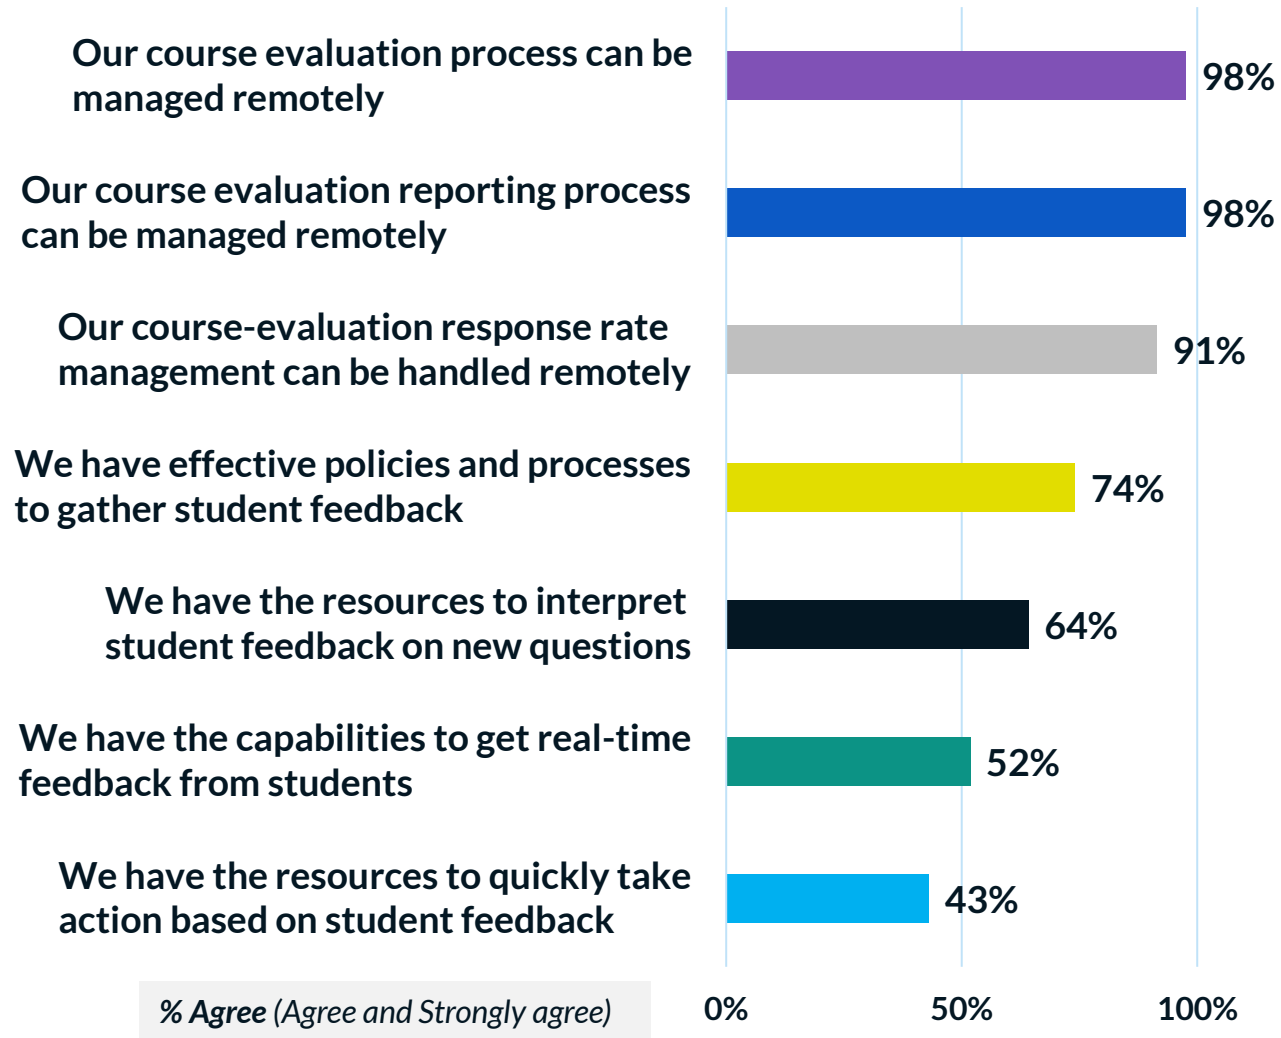 Our course evaluation process can be
managed remotely
98%
Our course evaluation reporting process
can be managed remotely
98%
Our course-evaluation response rate
management can be handled remotely
91%
We have effective policies and processes
to gather student feedback
74%
We have the resources to interpret
student feedback on new questions
64%
We have the capabilities to get real-time
feedback from students
52%
We have the resources to quickly take
action based on student feedback
43%
% Agree (Agree and Strongly agree)
0%
50%
100%